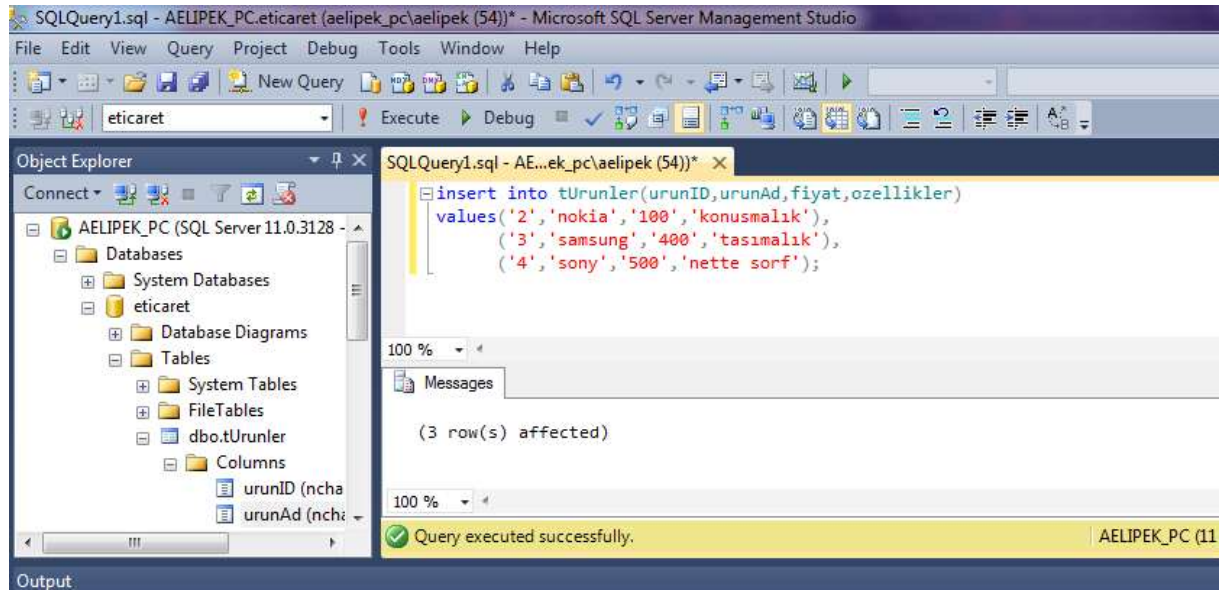 SQLQuery1.sql - AELIPEK_PC.eticaret (aelipek_pc\aelipek (54))* - Microsoft SQL Server Management Studio
File Edit View Query Project Debug Tools Window Help
New Query
eticaret Execute Debug
Object Explorer
SQLQuery1.sql - AE...ek_pc\aelipek (54))*
Connect
AELIPEK_PC (SQL Server 11.0.3128 -
Databases
System Databases
eticaret
Database Diagrams
Tables
System Tables
FileTables
dbo.tUrunler
Columns
urunID (ncha
urunAd (ncha
insert into tUrunler(urunID,urunAd,fiyat,ozellikler)
values('2','nokia','100','konusmalık'),
('3','samsung','400','tasımalık'),
('4','sony','500','nette sorf');
100 %
Messages
(3 row(s) affected)
100 %
Query executed successfully. AELIPEK_PC (11
Output